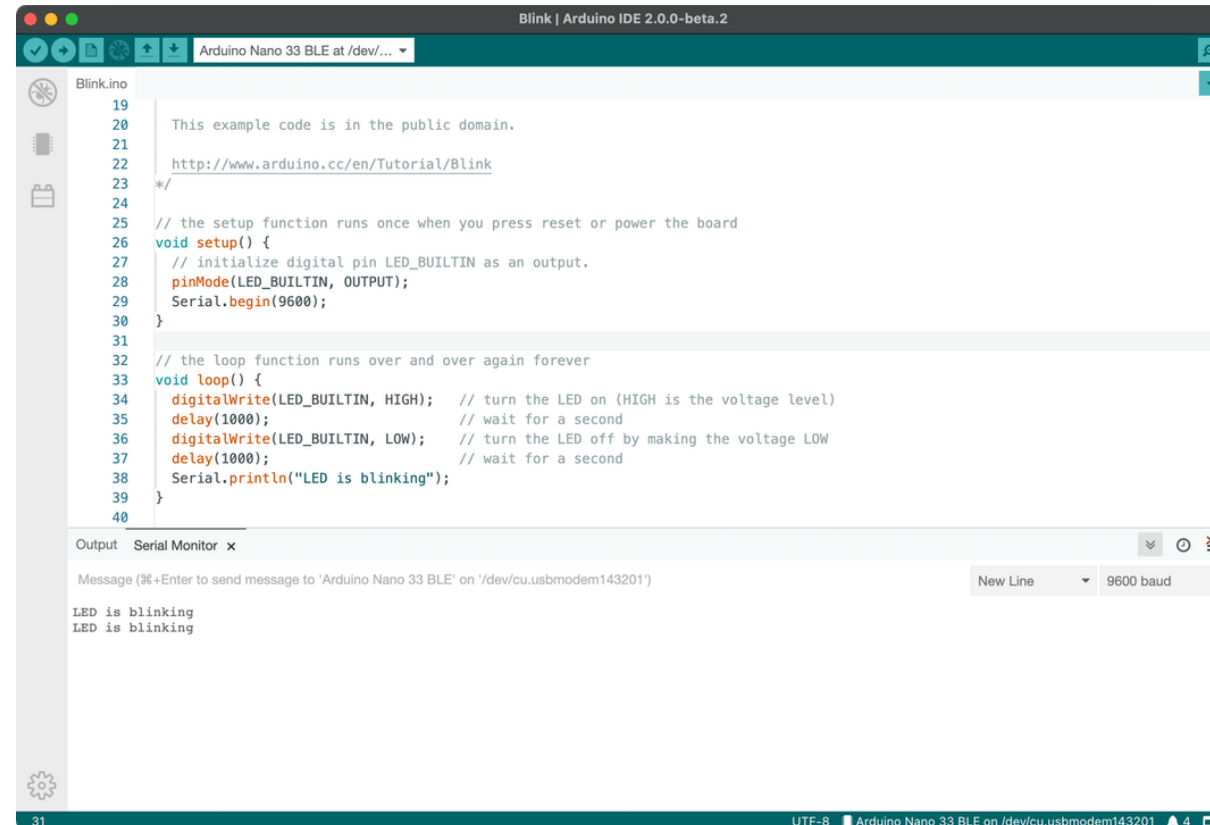 Blink | Arduino IDE 2.0.0-beta.2
Arduino Nano 33 BLE at /dev/...
Blink.ino
19
20 This example code is in the public domain.
21
22 http://www.arduino.cc/en/Tutorial/Blink
23 */
24
25 // the setup function runs once when you press reset or power the board
26 void setup() {
27 // initialize digital pin LED_BUILTIN as an output.
28 pinMode(LED_BUILTIN, OUTPUT);
29 Serial.begin(9600);
30 }
31
32 // the loop function runs over and over again forever
33 void loop() {
34 digitalWrite(LED_BUILTIN, HIGH); // turn the LED on (HIGH is the voltage level)
35 delay(1000); // wait for a second
36 digitalWrite(LED_BUILTIN, LOW); // turn the LED off by making the voltage LOW
37 delay(1000); // wait for a second
38 Serial.println("LED is blinking");
39 }
40
Output Serial Monitor x
Message (⌘+Enter to send message to 'Arduino Nano 33 BLE' on '/dev/cu.usbmodem143201') New Line 9600 baud
LED is blinking
LED is blinking
31 UTF-8 Arduino Nano 33 BLE on /dev/cu.usbmodem143201 4